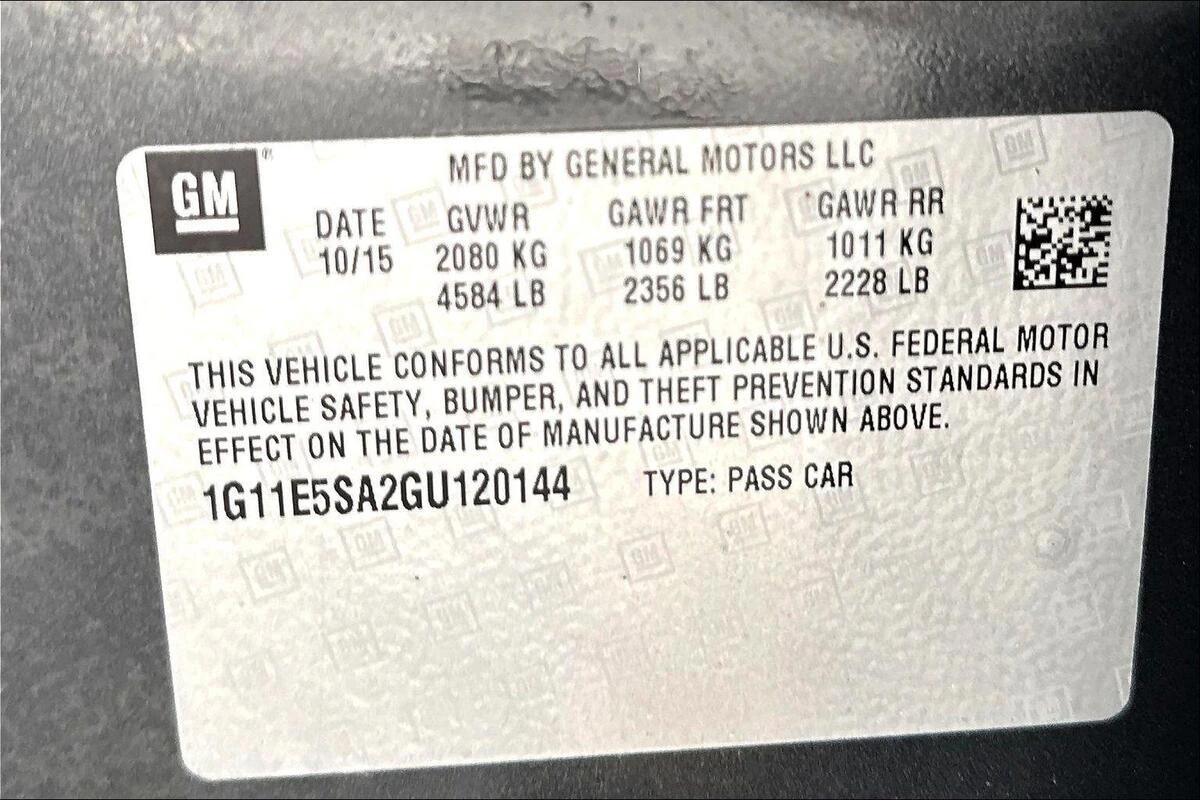 GM®
MFD BY GENERAL MOTORS LLC
DATE GVWR GAWR FRT GAWR RR
10/15 2080 KG 1069 KG 1011 KG
4584 LB 2356 LB 2228 LB
THIS VEHICLE CONFORMS TO ALL APPLICABLE U.S. FEDERAL MOTOR
VEHICLE SAFETY, BUMPER, AND THEFT PREVENTION STANDARDS IN
EFFECT ON THE DATE OF MANUFACTURE SHOWN ABOVE.
1G11E5SA2GU120144 TYPE: PASS CAR